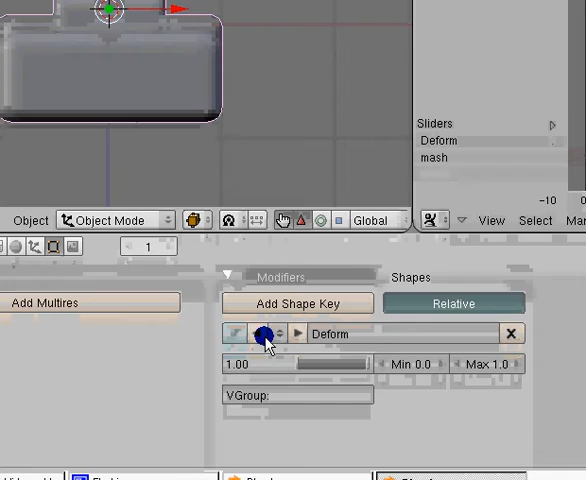 Sliders
Deform
mash
-10
Object
Object Mode
Global
View Select
1
Modifiers
Shapes
Add Multires
Add Shape Key
Relative
Deform
X
1.00
Min 0.0
Max 1.0
VGroup: